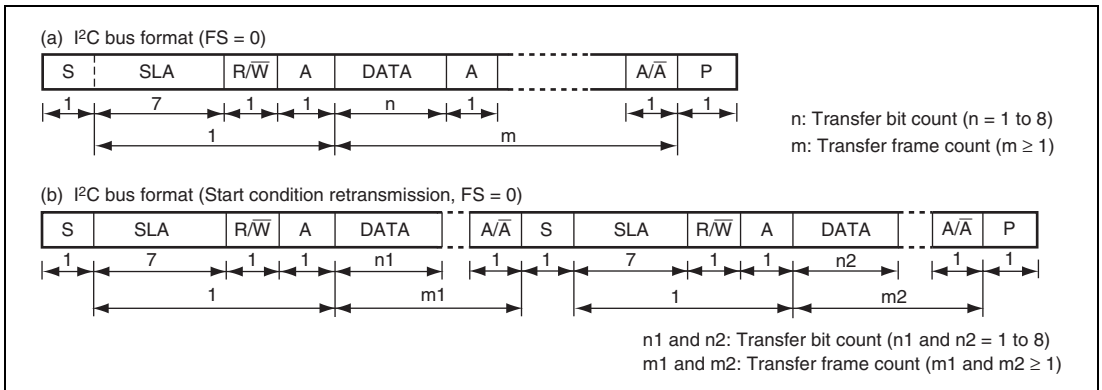 (a) I²C bus format (FS = 0)
S SLA R/W̅ A DATA A A/A̅ P
1 7 1 1 n 1 1 1
1 m
n: Transfer bit count (n = 1 to 8)
m: Transfer frame count (m ≥ 1)
(b) I²C bus format (Start condition retransmission, FS = 0)
S SLA R/W̅ A DATA A/A̅ S SLA R/W̅ A DATA A/A̅ P
1 7 1 1 n1 1 1 7 1 1 n2 1 1
1 m1 1 m2
n1 and n2: Transfer bit count (n1 and n2 = 1 to 8)
m1 and m2: Transfer frame count (m1 and m2 ≥ 1)